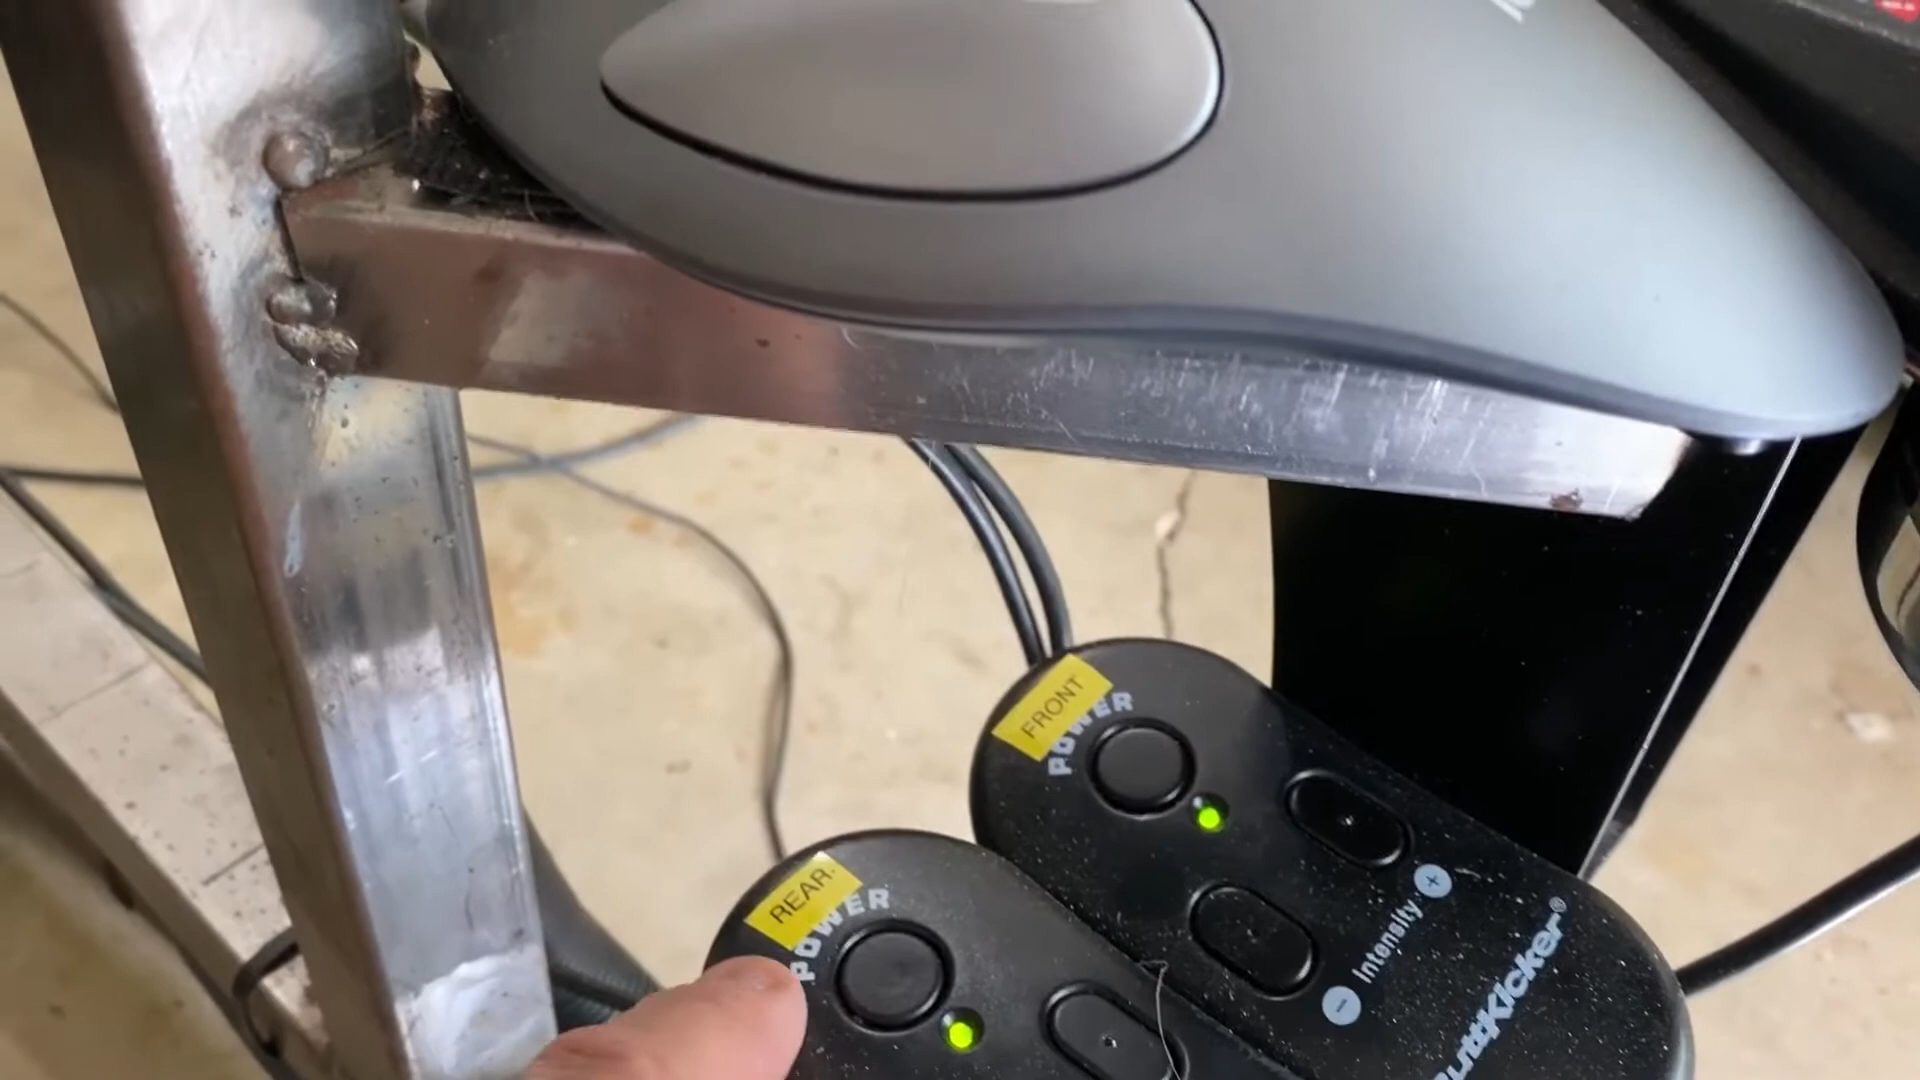 FRONT
POWER
+
Intensity
−
ButtKicker®
REAR
POWER